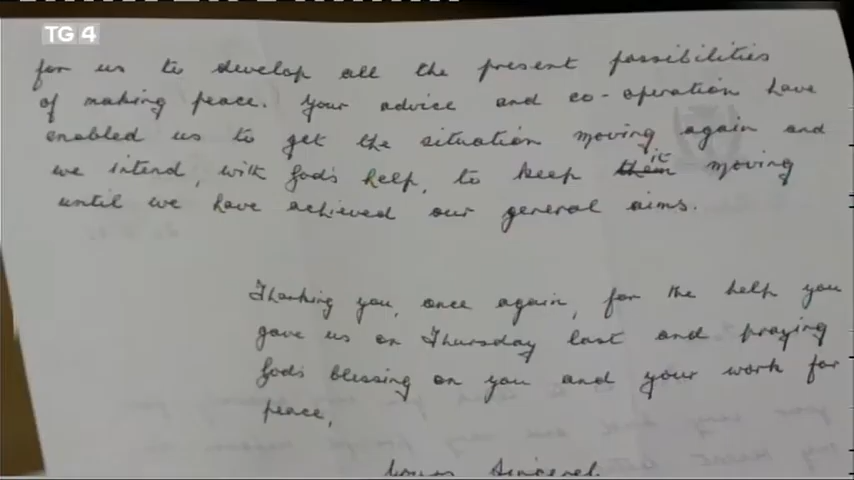 TG4
for us to develop all the present possibilities
of making peace. Your advice and co-operation have
enabled us to get the situation moving again and
we intend, with God's help, to keep them it moving
until we have achieved our general aims.
Thanking you, once again, for the help you
gave us on Thursday last and praying
God's blessing on you and your work for
peace,
Yours Sincerely